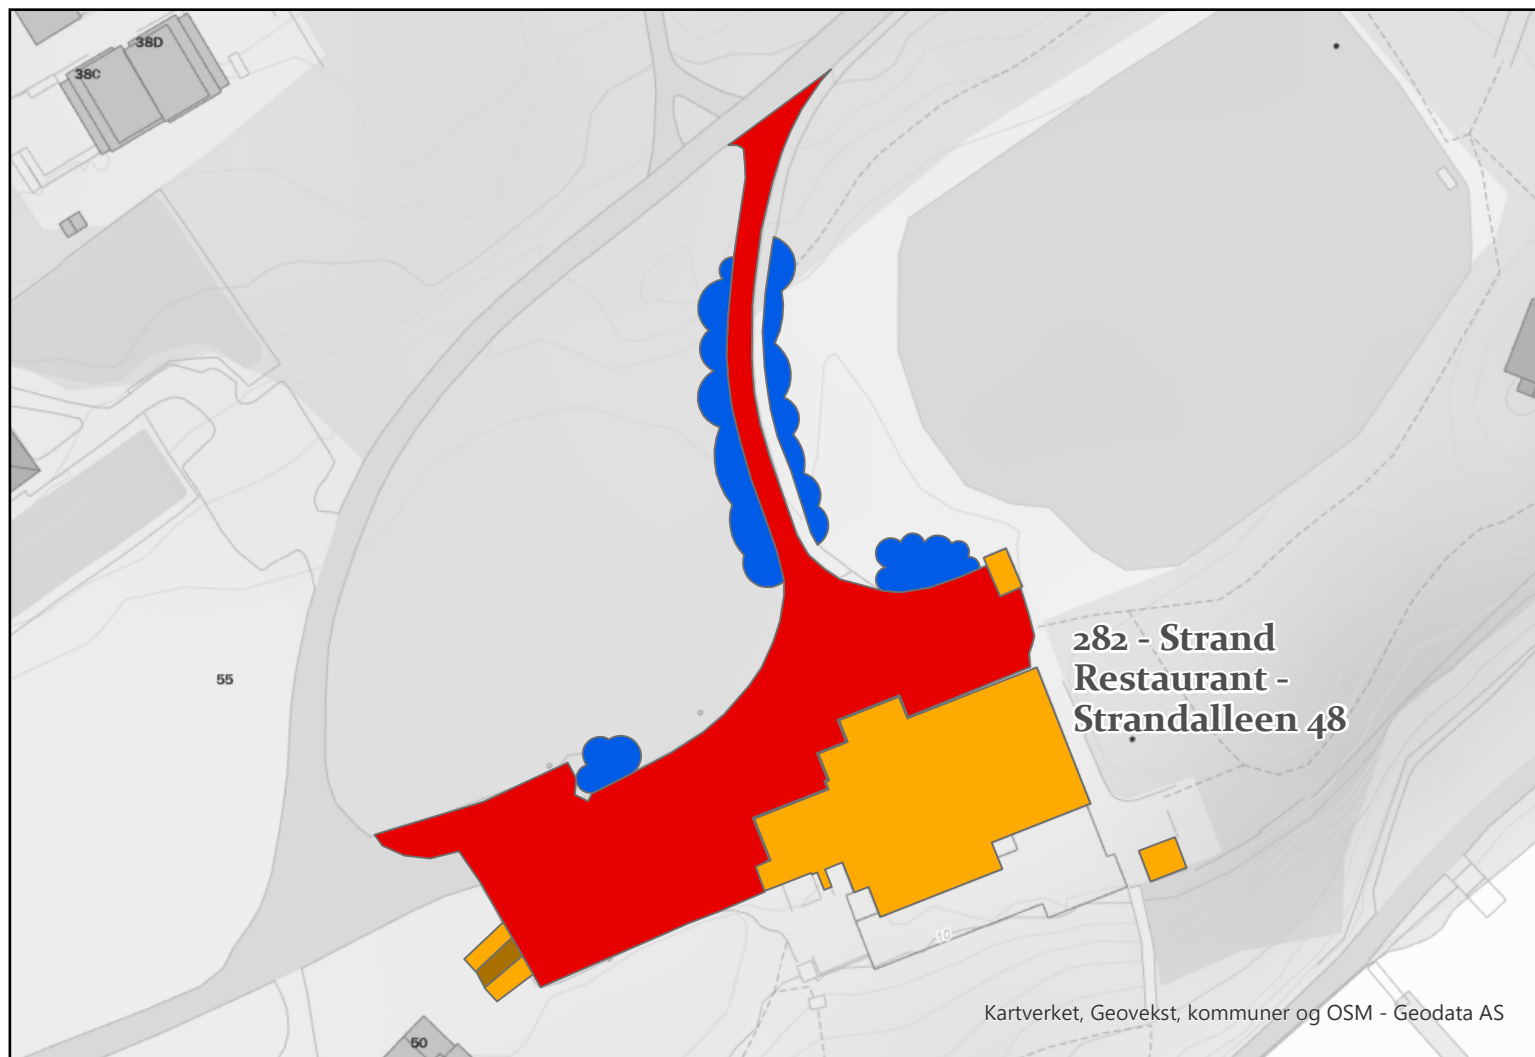 38D
38C
282 - Strand
Restaurant -
Strandalleen 48
55
10
Kartverket, Geovekst, kommuner og OSM - Geodata AS
50